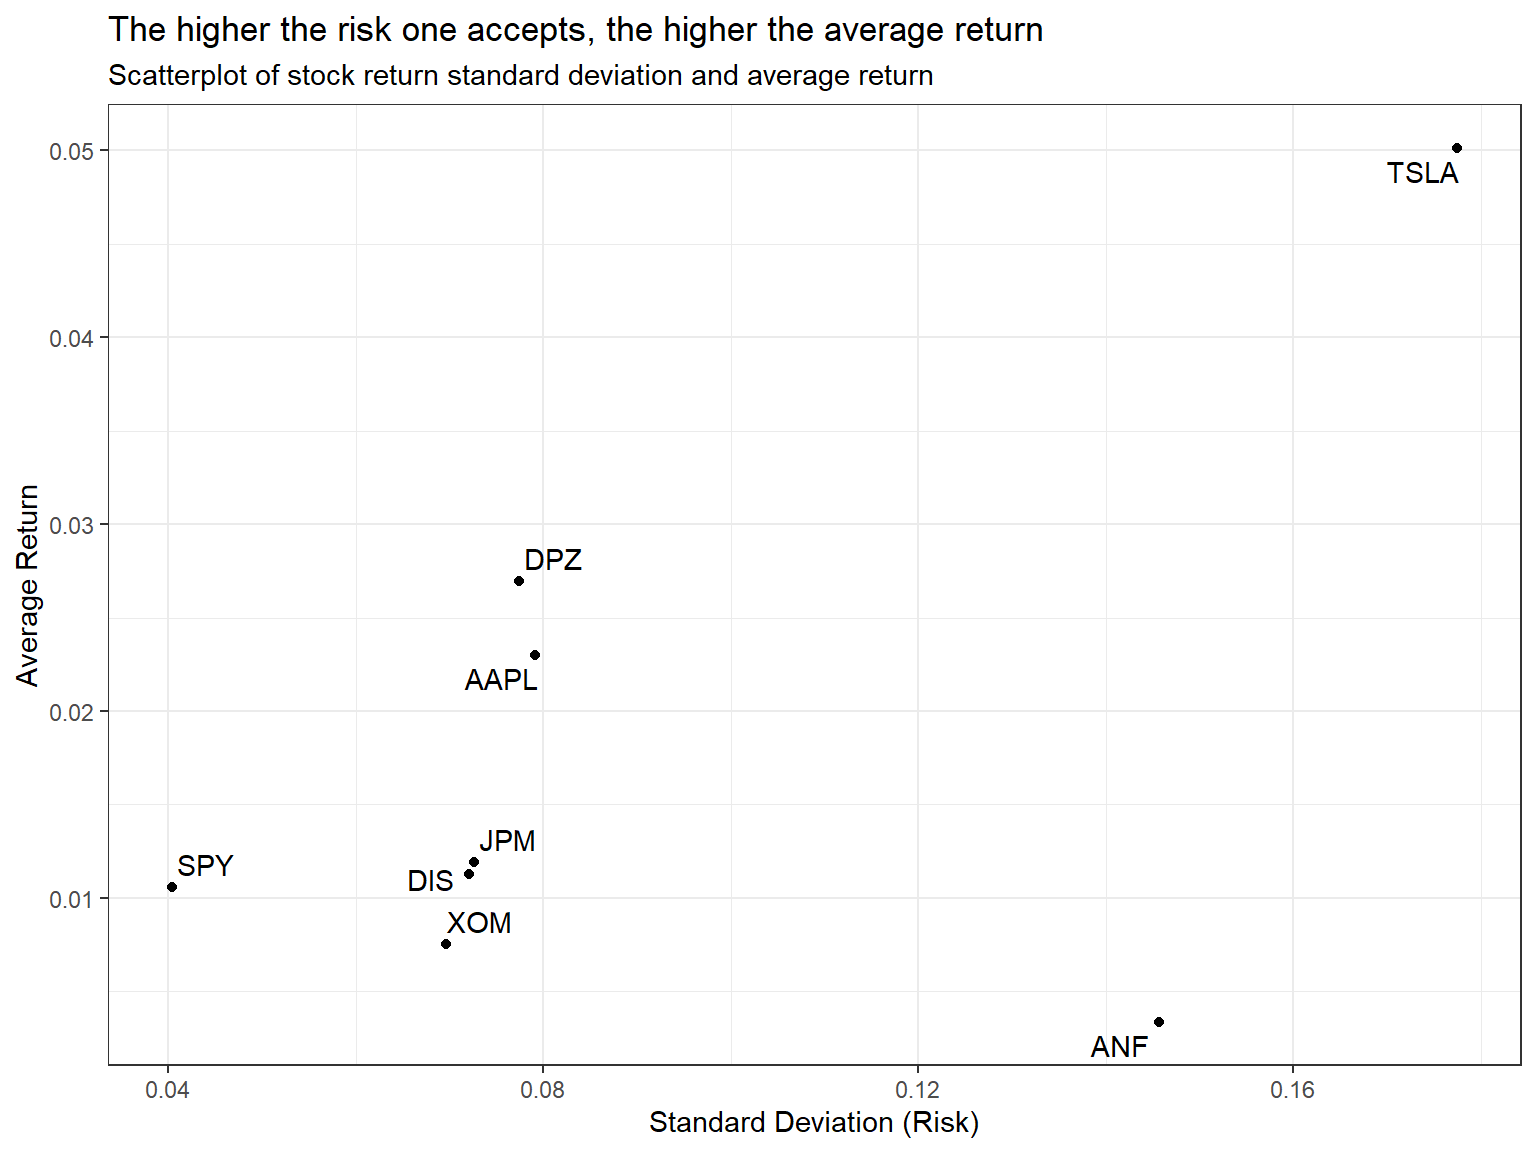 The higher the risk one accepts, the higher the average return
Scatterplot of stock return standard deviation and average return
0.05
TSLA
0.04
Average Return
0.03
DPZ
AAPL
0.02
JPM
SPY
DIS
0.01
XOM
ANF
0.04
0.08
0.12
0.16
Standard Deviation (Risk)